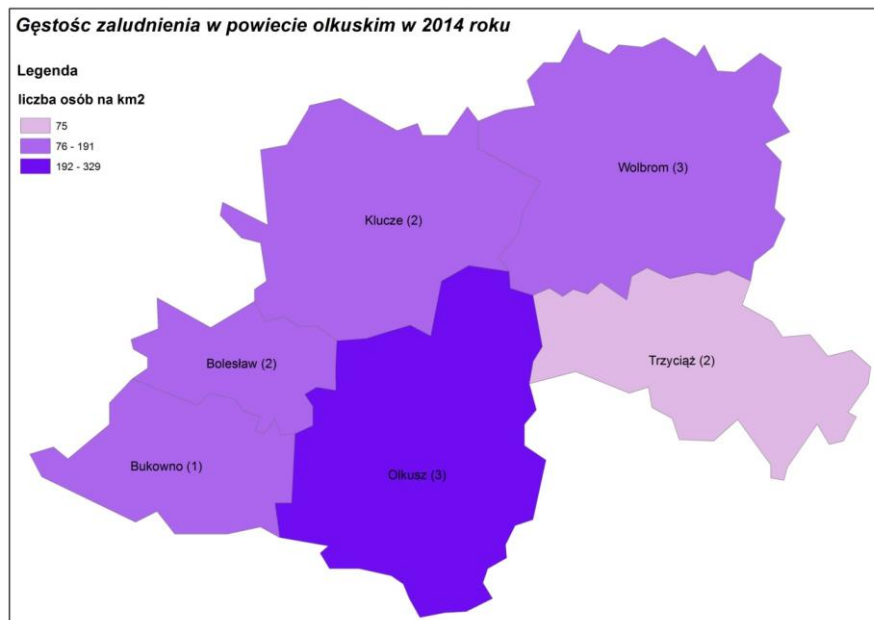 Gęstośc zaludnienia w powiecie olkuskim w 2014 roku
Legenda
liczba osób na km2
75
76 - 191
192 - 329
Wolbrom (3)
Klucze (2)
Bolesław (2)
Trzyciąż (2)
Bukowno (1)
Olkusz (3)